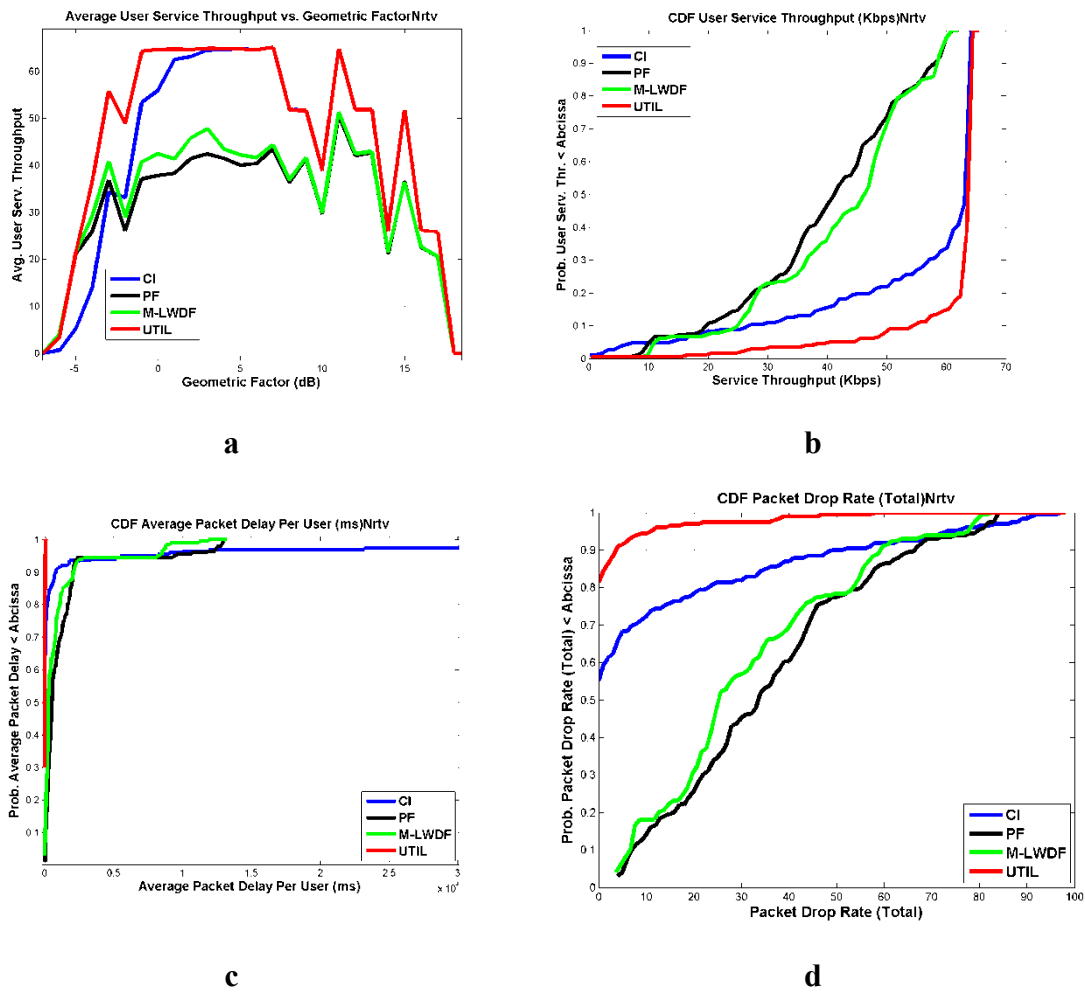 Average User Service Throughput vs. Geometric FactorNrtv
Avg. User Serv. Throughput
60
50
40
30
20
10
0
-5
0
5
10
15
Geometric Factor (dB)
CI
PF
M-LWDF
UTIL
a
CDF User Service Throughput (Kbps)Nrtv
Prob. User Serv. Thr. < Abcissa
1
0.9
0.8
0.7
0.6
0.5
0.4
0.3
0.2
0.1
0
0
10
20
30
40
50
60
70
Service Throughput (Kbps)
CI
PF
M-LWDF
UTIL
b
CDF Average Packet Delay Per User (ms)Nrtv
Prob. Average Packet Delay < Abcissa
1
0.9
0.8
0.7
0.6
0.5
0.4
0.3
0.2
0.1
0
0.5
1
1.5
2
2.5
3
x 10⁴
Average Packet Delay Per User (ms)
CI
PF
M-LWDF
UTIL
c
CDF Packet Drop Rate (Total)Nrtv
Prob. Packet Drop Rate (Total) < Abcissa
1
0.9
0.8
0.7
0.6
0.5
0.4
0.3
0.2
0.1
0
0
10
20
30
40
50
60
70
80
90
100
Packet Drop Rate (Total)
CI
PF
M-LWDF
UTIL
d